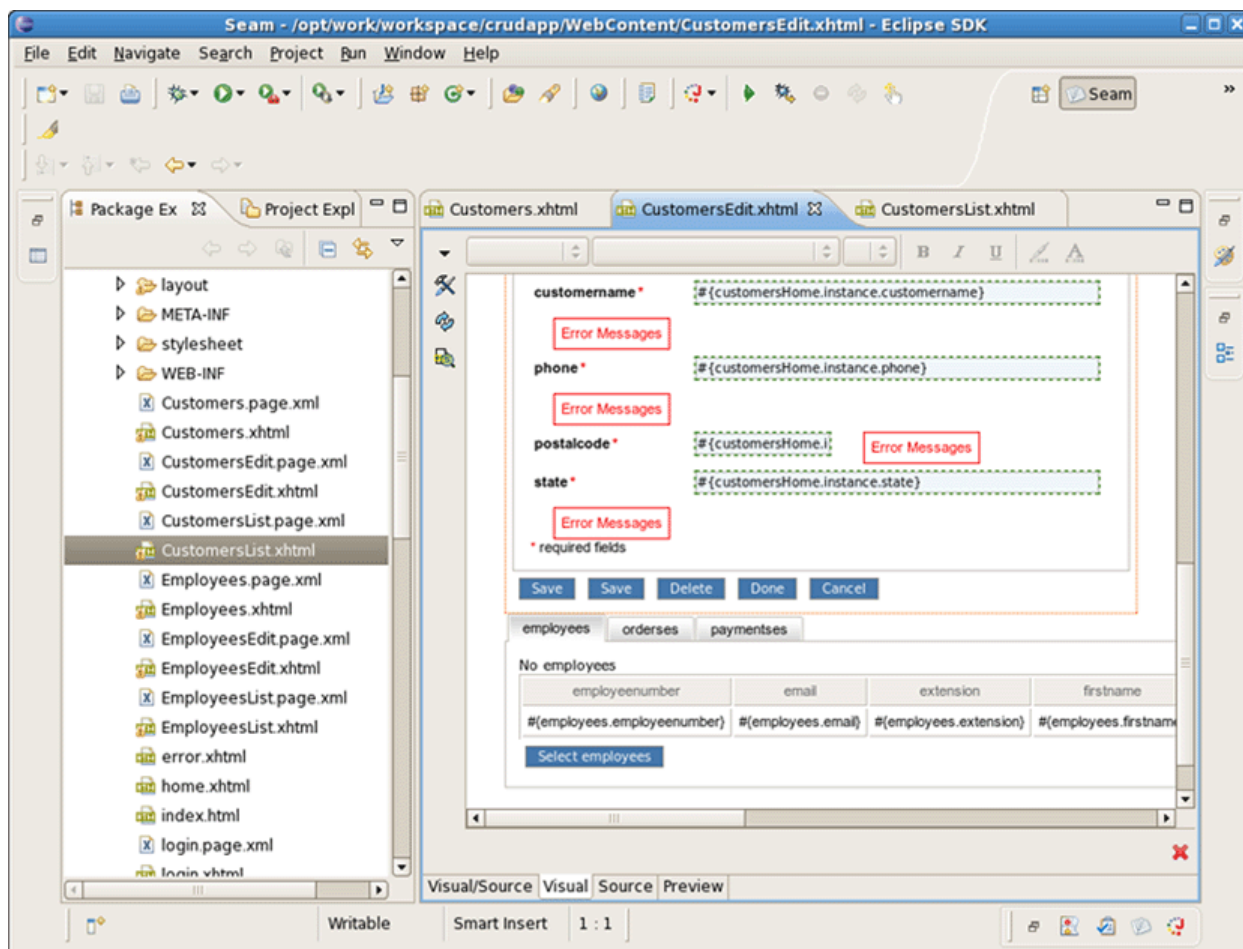 Seam - /opt/work/workspace/crudapp/WebContent/CustomersEdit.xhtml - Eclipse SDK
File Edit Navigate Search Project Run Window Help
Seam
»
Package Ex Project Expl
Customers.xhtml CustomersEdit.xhtml CustomersList.xhtml
B I U A
layout
META-INF
stylesheet
WEB-INF
Customers.page.xml
Customers.xhtml
CustomersEdit.page.xml
CustomersEdit.xhtml
CustomersList.page.xml
CustomersList.xhtml
Employees.page.xml
Employees.xhtml
EmployeesEdit.page.xml
EmployeesEdit.xhtml
EmployeesList.page.xml
EmployeesList.xhtml
error.xhtml
home.xhtml
index.html
login.page.xml
login.xhtml
customername* #{customersHome.instance.customername}
Error Messages
phone* #{customersHome.instance.phone}
Error Messages
postalcode* #{customersHome.i Error Messages
state* #{customersHome.instance.state}
Error Messages
* required fields
Save Save Delete Done Cancel
employees orderses paymentses
No employees
employeenumber email extension firstname
#{employees.employeenumber} #{employees.email} #{employees.extension} #{employees.firstname
Select employees
Visual/Source Visual Source Preview
Writable Smart Insert 1 : 1